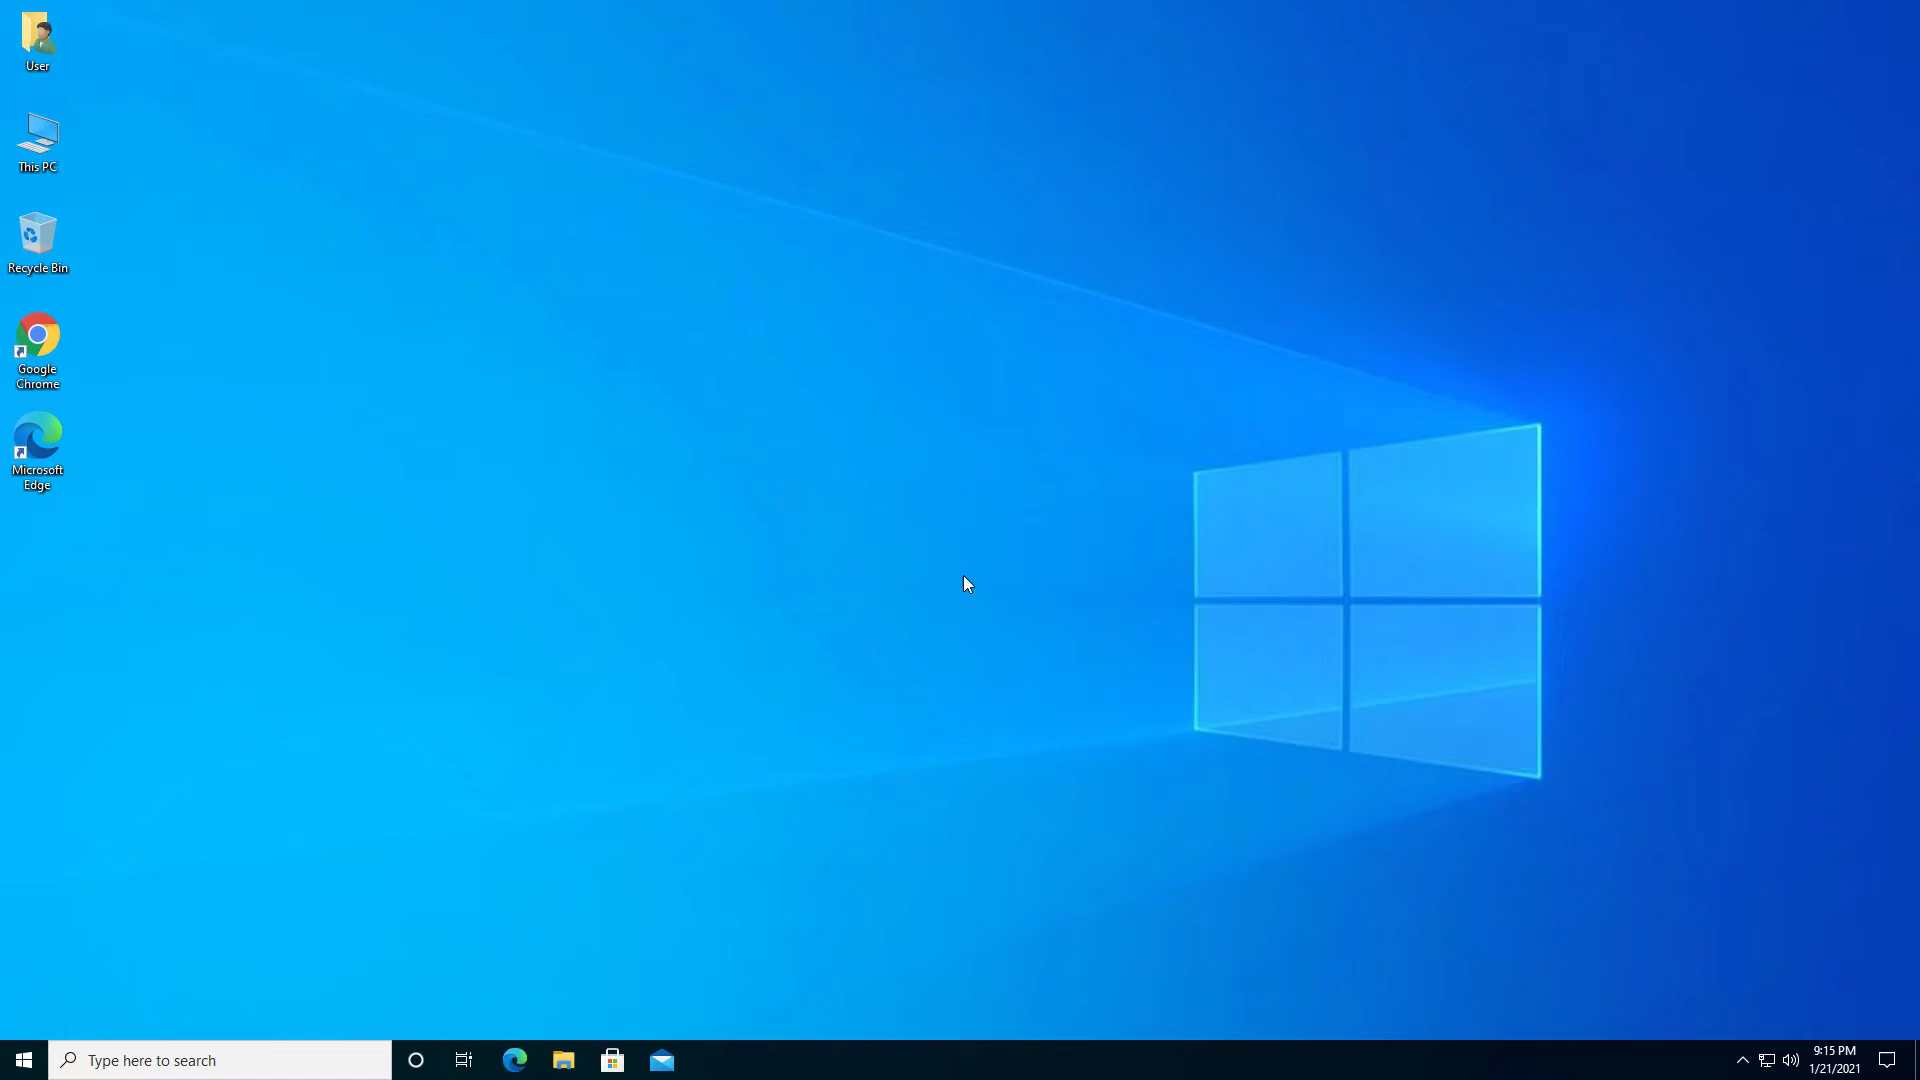 User
This PC
Recycle Bin
Google
Chrome
Microsoft
Edge
Type here to search
9:15 PM
1/21/2021